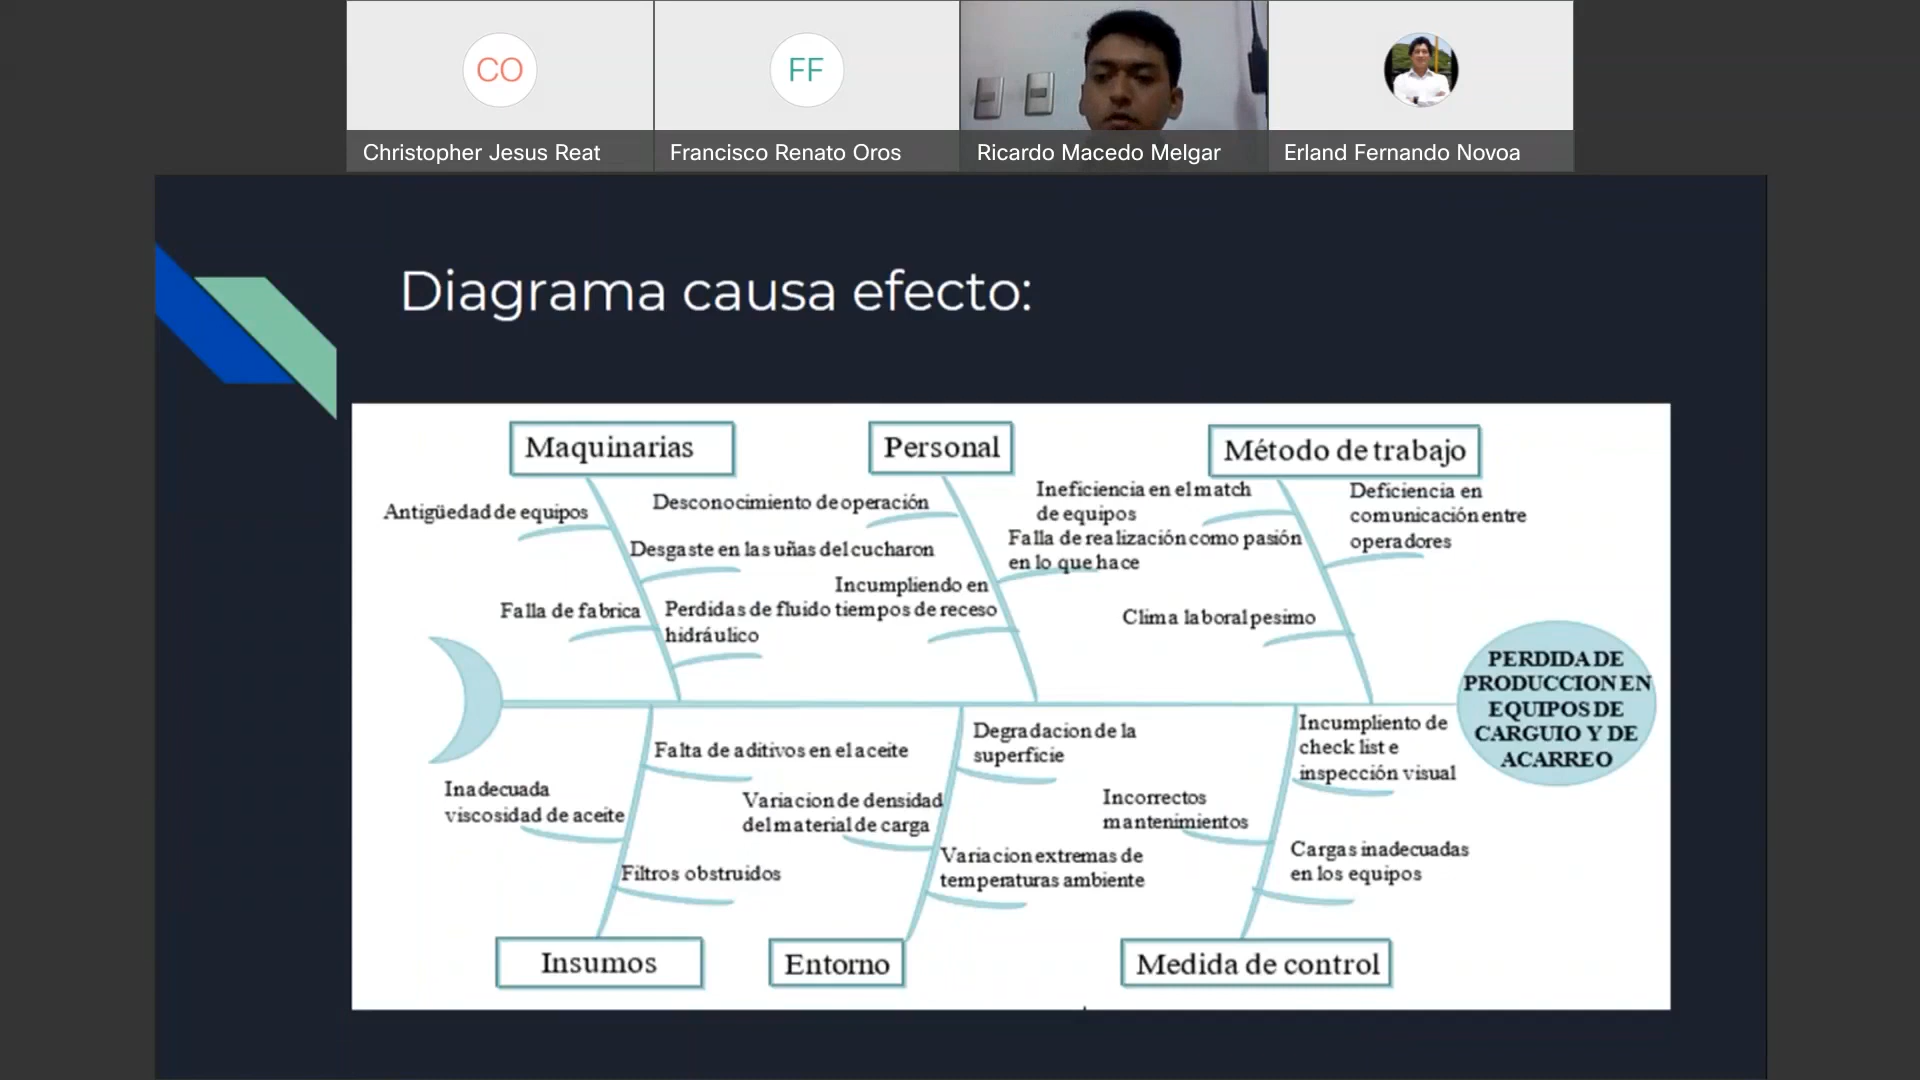 CO
FF
Christopher Jesus Reat
Francisco Renato Oros
Ricardo Macedo Melgar
Erland Fernando Novoa
Diagrama causa efecto:
Maquinarias
Personal
Método de trabajo
Antigüedad de equipos
Desgaste en las uñas del cucharon
Falla de fabrica
Perdidas de fluido
hidráulico
Desconocimiento de operación
Falla de realización como pasión
en lo que hace
Incumpliendo en
tiempos de receso
Ineficiencia en el match
de equipos
Deficiencia en
comunicación entre
operadores
Clima laboral pesimo
PERDIDA DE
PRODUCCION EN
EQUIPOS DE
CARGUIO Y DE
ACARREO
Falta de aditivos en el aceite
Inadecuada
viscosidad de aceite
Filtros obstruidos
Degradacion de la
superficie
Variacion de densidad
del material de carga
Variacion extremas de
temperaturas ambiente
Incumpliento de
check list e
inspección visual
Incorrectos
mantenimientos
Cargas inadecuadas
en los equipos
Insumos
Entorno
Medida de control